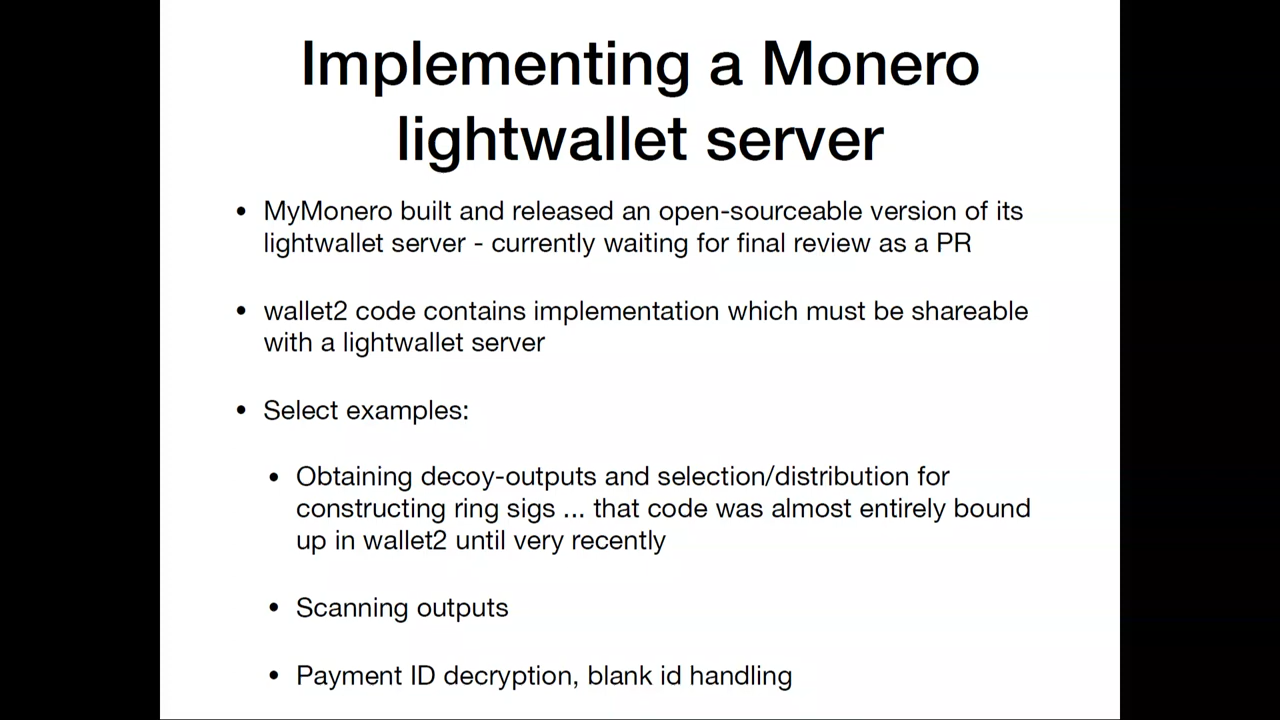 Implementing a Monero
lightwallet server
• MyMonero built and released an open-sourceable version of its
lightwallet server - currently waiting for final review as a PR
• wallet2 code contains implementation which must be shareable
with a lightwallet server
• Select examples:
• Obtaining decoy-outputs and selection/distribution for
constructing ring sigs ... that code was almost entirely bound
up in wallet2 until very recently
• Scanning outputs
• Payment ID decryption, blank id handling